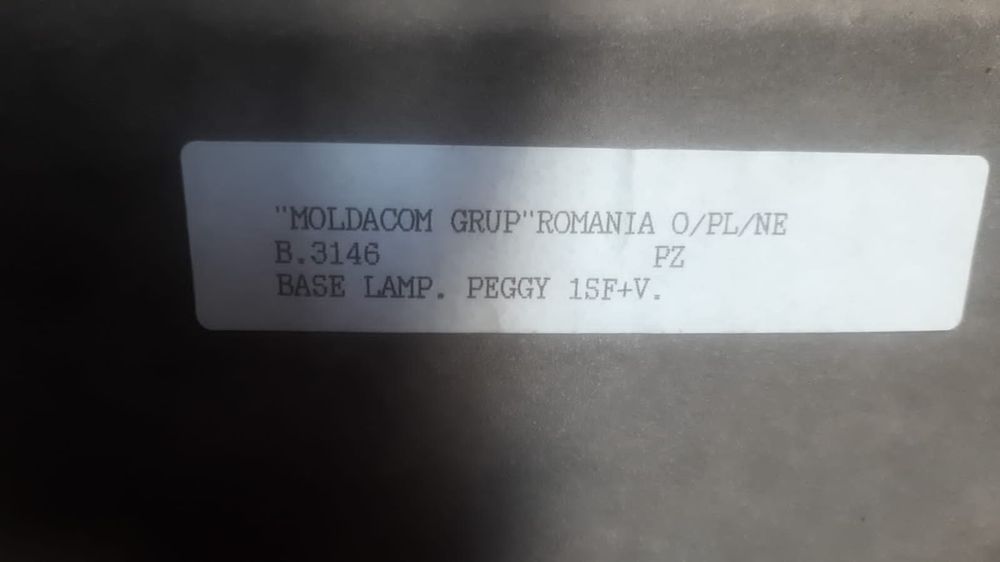 "MOLDACOM GRUP"ROMANIA O/PL/NE
B.3146 PZ
BASE LAMP. PEGGY 1SF+V.